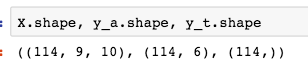 X.shape, y_a.shape, y_t.shape
((114, 9, 10), (114, 6), (114,))